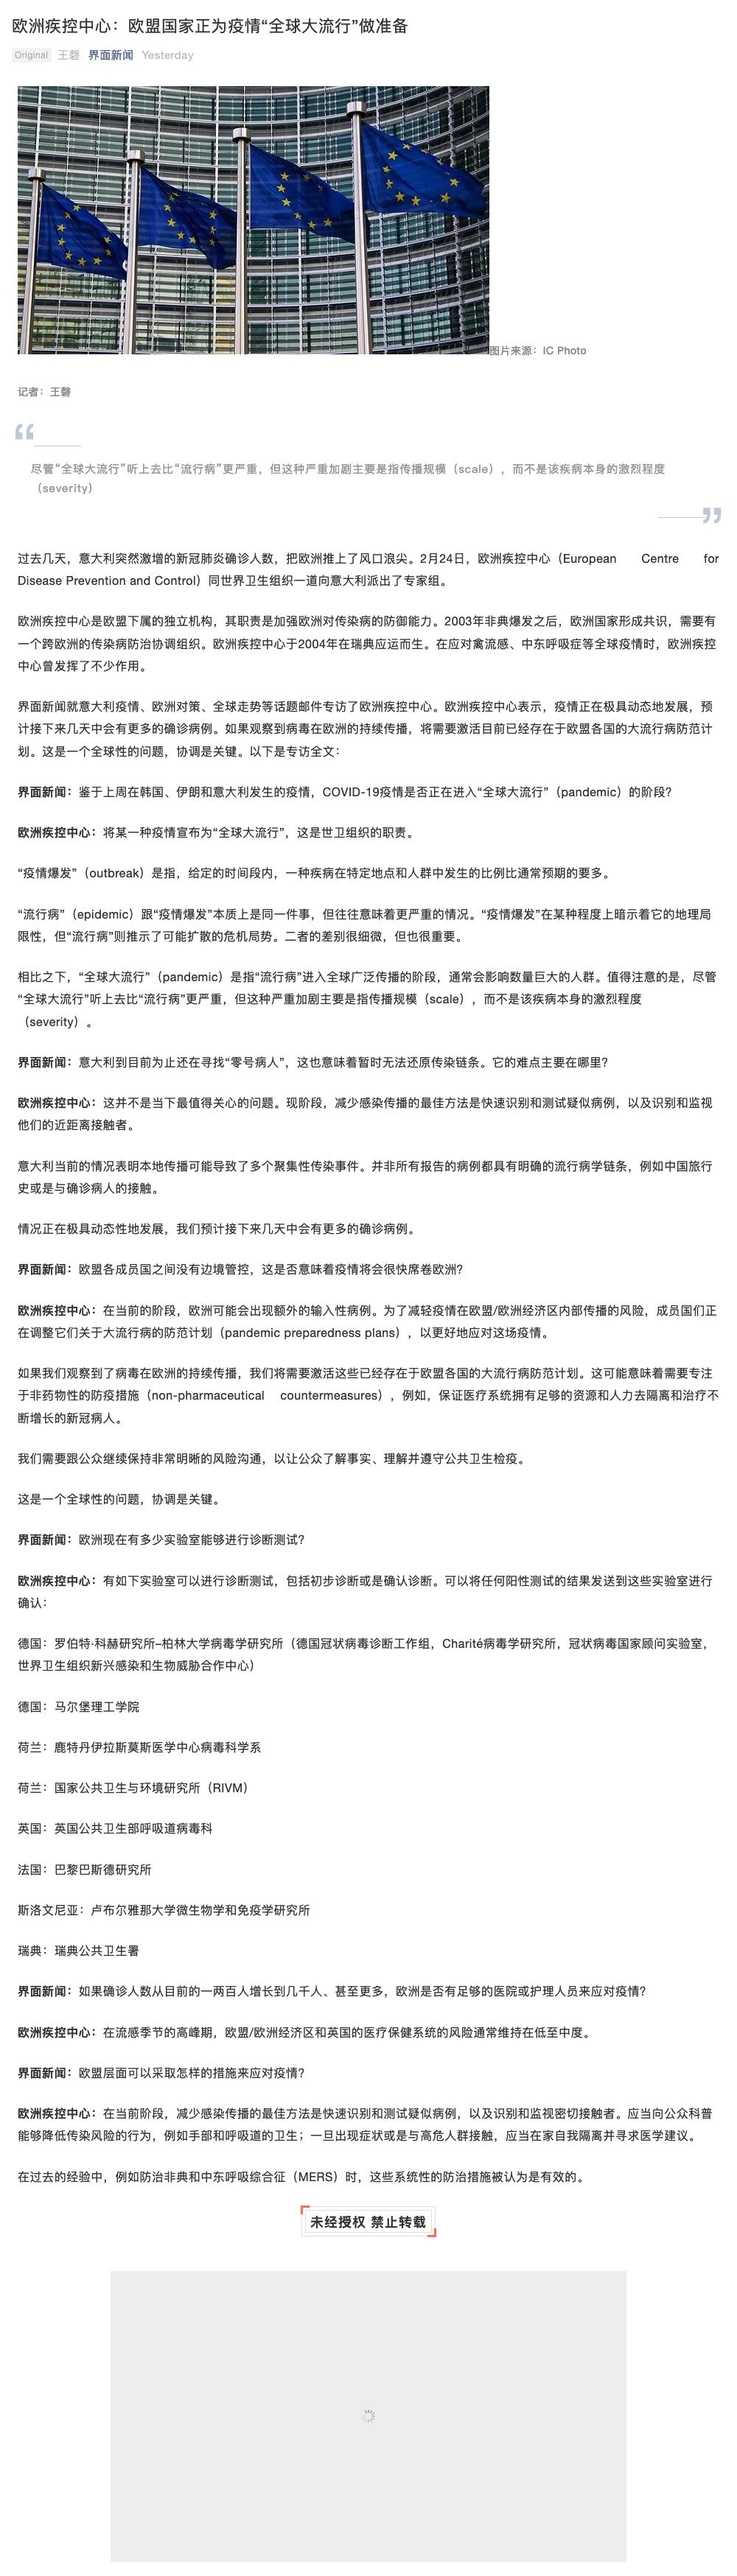 欧洲疾控中心：欧盟国家正为疫情“全球大流行”做准备
Original 王磬 界面新闻 Yesterday
图片来源：IC Photo
记者：王磬
“
尽管“全球大流行”听上去比“流行病”更严重，但这种严重加剧主要是指传播规模（scale），而不是该疾病本身的激烈程度
（severity）
”
过去几天，意大利突然激增的新冠肺炎确诊人数，把欧洲推上了风口浪尖。2月24日，欧洲疾控中心（European Centre for
Disease Prevention and Control）同世界卫生组织一道向意大利派出了专家组。
欧洲疾控中心是欧盟下属的独立机构，其职责是加强欧洲对传染病的防御能力。2003年非典爆发之后，欧洲国家形成共识，需要有
一个跨欧洲的传染病防治协调组织。欧洲疾控中心于2004年在瑞典应运而生。在应对禽流感、中东呼吸症等全球疫情时，欧洲疾控
中心曾发挥了不少作用。
界面新闻就意大利疫情、欧洲对策、全球走势等话题邮件专访了欧洲疾控中心。欧洲疾控中心表示，疫情正在极具动态地发展，预
计接下来几天中会有更多的确诊病例。如果观察到病毒在欧洲的持续传播，将需要激活目前已经存在于欧盟各国的大流行病防范计
划。这是一个全球性的问题，协调是关键。以下是专访全文：
界面新闻：鉴于上周在韩国、伊朗和意大利发生的疫情，COVID-19疫情是否正在进入“全球大流行”（pandemic）的阶段？
欧洲疾控中心：将某一种疫情宣布为“全球大流行”，这是世卫组织的职责。
“疫情爆发”（outbreak）是指，给定的时间段内，一种疾病在特定地点和人群中发生的比例比通常预期的要多。
“流行病”（epidemic）跟“疫情爆发”本质上是同一件事，但往往意味着更严重的情况。“疫情爆发”在某种程度上暗示着它的地理局
限性，但“流行病”则推示了可能扩散的危机局势。二者的差别很细微，但也很重要。
相比之下，“全球大流行”（pandemic）是指“流行病”进入全球广泛传播的阶段，通常会影响数量巨大的人群。值得注意的是，尽管
“全球大流行”听上去比“流行病”更严重，但这种严重加剧主要是指传播规模（scale），而不是该疾病本身的激烈程度
（severity）。
界面新闻：意大利到目前为止还在寻找“零号病人”，这也意味着暂时无法还原传染链条。它的难点主要在哪里？
欧洲疾控中心：这并不是当下最值得关心的问题。现阶段，减少感染传播的最佳方法是快速识别和测试疑似病例，以及识别和监视
他们的近距离接触者。
意大利当前的情况表明本地传播可能导致了多个聚集性传染事件。并非所有报告的病例都具有明确的流行病学链条，例如中国旅行
史或是与确诊病人的接触。
情况正在极具动态性地发展，我们预计接下来几天中会有更多的确诊病例。
界面新闻：欧盟各成员国之间没有边境管控，这是否意味着疫情将会很快席卷欧洲？
欧洲疾控中心：在当前的阶段，欧洲可能会出现额外的输入性病例。为了减轻疫情在欧盟/欧洲经济区内部传播的风险，成员国们正
在调整它们关于大流行病的防范计划（pandemic preparedness plans），以更好地应对这场疫情。
如果我们观察到了病毒在欧洲的持续传播，我们将需要激活这些已经存在于欧盟各国的大流行病防范计划。这可能意味着需要专注
于非药物性的防疫措施（non-pharmaceutical countermeasures），例如，保证医疗系统拥有足够的资源和人力去隔离和治疗不
断增长的新冠病人。
我们需要跟公众继续保持非常明晰的风险沟通，以让公众了解事实、理解并遵守公共卫生检疫。
这是一个全球性的问题，协调是关键。
界面新闻：欧洲现在有多少实验室能够进行诊断测试？
欧洲疾控中心：有如下实验室可以进行诊断测试，包括初步诊断或是确认诊断。可以将任何阳性测试的结果发送到这些实验室进行
确认：
德国：罗伯特·科赫研究所–柏林大学病毒学研究所（德国冠状病毒诊断工作组，Charité病毒学研究所，冠状病毒国家顾问实验室，
世界卫生组织新兴感染和生物威胁合作中心）
德国：马尔堡理工学院
荷兰：鹿特丹伊拉斯莫斯医学中心病毒科学系
荷兰：国家公共卫生与环境研究所（RIVM）
英国：英国公共卫生部呼吸道病毒科
法国：巴黎巴斯德研究所
斯洛文尼亚：卢布尔雅那大学微生物学和免疫学研究所
瑞典：瑞典公共卫生署
界面新闻：如果确诊人数从目前的一两百人增长到几千人、甚至更多，欧洲是否有足够的医院或护理人员来应对疫情？
欧洲疾控中心：在流感季节的高峰期，欧盟/欧洲经济区和英国的医疗保健系统的风险通常维持在低至中度。
界面新闻：欧盟层面可以采取怎样的措施来应对疫情？
欧洲疾控中心：在当前阶段，减少感染传播的最佳方法是快速识别和测试疑似病例，以及识别和监视密切接触者。应当向公众科普
能够降低传染风险的行为，例如手部和呼吸道的卫生；一旦出现症状或是与高危人群接触，应当在家自我隔离并寻求医学建议。
在过去的经验中，例如防治非典和中东呼吸综合征（MERS）时，这些系统性的防治措施被认为是有效的。
未经授权 禁止转载